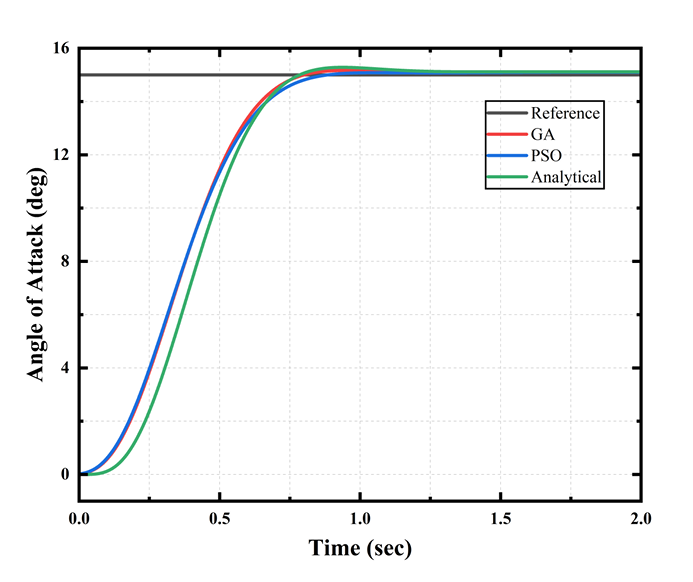 16
12
8
4
0
Angle of Attack (deg)
Reference
GA
PSO
Analytical
0.0 0.5 1.0 1.5 2.0
Time (sec)